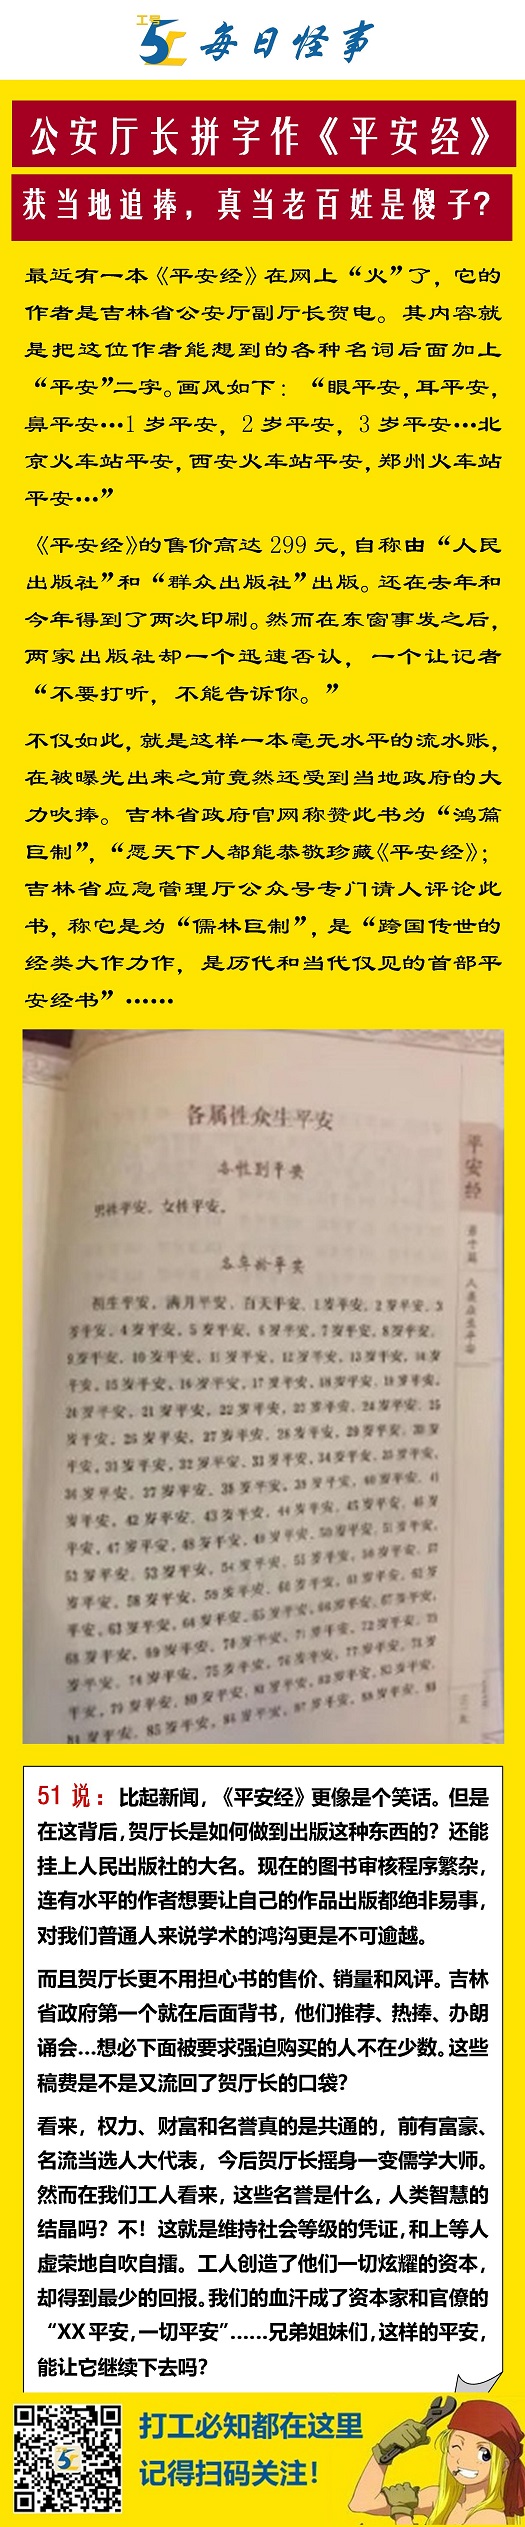 工号
51
每日怪事
公安厅长拼字作《平安经》
获当地追捧，真当老百姓是傻子?
最近有一本《平安经》在网上“火”了，它的
作者是吉林省公安厅副厅长贺电。其内容就
是把这位作者能想到的各种名词后面加上
“平安”二字。画风如下：“眼平安，耳平安，
鼻平安…1 岁平安，2 岁平安，3 岁平安…北
京火车站平安，西安火车站平安，郑州火车站
平安…”
《平安经》的售价高达 299 元，自称由“人民
出版社”和“群众出版社”出版。还在去年和
今年得到了两次印刷。然而在东窗事发之后，
两家出版社却一个迅速否认，一个让记者
“不要打听，不能告诉你。”
不仅如此，就是这样一本毫无水平的流水账，
在被曝光出来之前竟然还受到当地政府的大
力吹捧。吉林省政府官网称赞此书为“鸿篇
巨制”，“愿天下人都能恭敬珍藏《平安经》；
吉林省应急管理厅公众号专门请人评论此
书，称它是为“儒林巨制”，是“跨国传世的
经类大作力作，是历代和当代仅见的首部平
安经书”……
各属性众生平安
各性别平安
男性平安，女性平安。
各年龄平安
初生平安，满月平安，百天平安，1岁平安，2岁平安，3
岁平安，4岁平安，5岁平安，6岁平安，7岁平安，8岁平安，
9岁平安，10岁平安，11岁平安，12岁平安，13岁平安，14岁
平安，15岁平安，16岁平安，17岁平安，18岁平安，19岁平安，
20岁平安，21岁平安，22岁平安，23岁平安，24岁平安，25
岁平安，26岁平安，27岁平安，28岁平安，29岁平安，30岁
平安，31岁平安，32岁平安，33岁平安，34岁平安，35岁平安，
36岁平安，37岁平安，38岁平安，39岁平安，40岁平安，41
岁平安，42岁平安，43岁平安，44岁平安，45岁平安，46岁
平安，47岁平安，48岁平安，49岁平安，50岁平安，51岁平安，
52岁平安，53岁平安，54岁平安，55岁平安，56岁平安，57
岁平安，58岁平安，59岁平安，60岁平安，61岁平安，62岁
平安，63岁平安，64岁平安，65岁平安，66岁平安，67岁平安，
68岁平安，69岁平安，70岁平安，71岁平安，72岁平安，73
岁平安，74岁平安，75岁平安，76岁平安，77岁平安，78岁
平安，79岁平安，80岁平安，81岁平安，82岁平安，83岁平安，
84岁平安，85岁平安，86岁平安，87岁平安，88岁平安，89
平安经
第十篇
人类众生平安
51 说：比起新闻，《平安经》更像是个笑话。但是
在这背后，贺厅长是如何做到出版这种东西的？还能
挂上人民出版社的大名。现在的图书审核程序繁杂，
连有水平的作者想要让自己的作品出版都绝非易事，
对我们普通人来说学术的鸿沟更是不可逾越。
而且贺厅长更不用担心书的售价、销量和风评。吉林
省政府第一个就在后面背书，他们推荐、热捧、办朗
诵会...想必下面被要求强迫购买的人不在少数。这些
稿费是不是又流回了贺厅长的口袋？
看来，权力、财富和名誉真的是共通的，前有富豪、
名流当选人大代表，今后贺厅长摇身一变儒学大师。
然而在我们工人看来，这些名誉是什么，人类智慧的
结晶吗？不！这就是维持社会等级的凭证，和上等人
虚荣地自吹自擂。工人创造了他们一切炫耀的资本，
却得到最少的回报。我们的血汗成了资本家和官僚的
“XX 平安，一切平安”……兄弟姐妹们，这样的平安，
能让它继续下去吗？
打工必知都在这里
记得扫码关注！